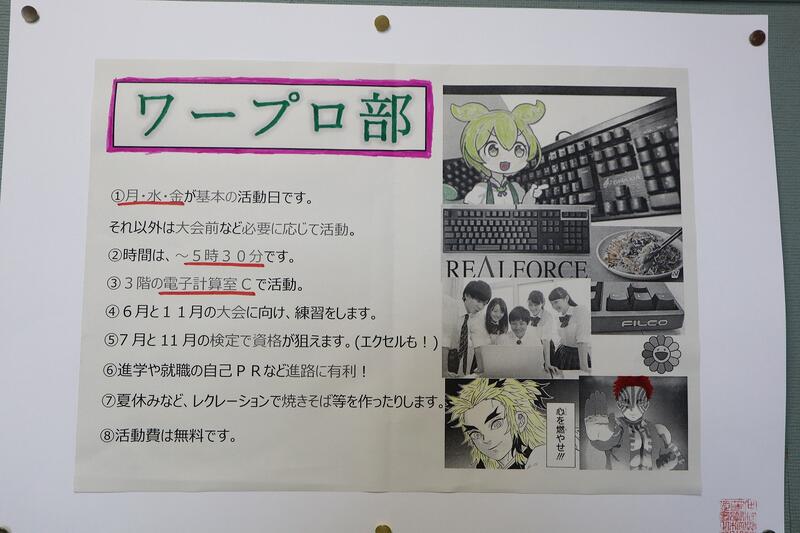 ワープロ部
①月・水・金が基本の活動日です。
それ以外は大会前など必要に応じて活動。
②時間は、～５時３０分です。
③３階の電子計算室Ｃで活動。
④６月と１１月の大会に向け、練習をします。
⑤７月と11月の検定で資格が狙えます。(エクセルも！)
⑥進学や就職の自己ＰＲなど進路に有利！
⑦夏休みなど、レクレーションで焼きそば等を作ったりします。
⑧活動費は無料です。
REALFORCE
FILCO
心を燃やせ!!!